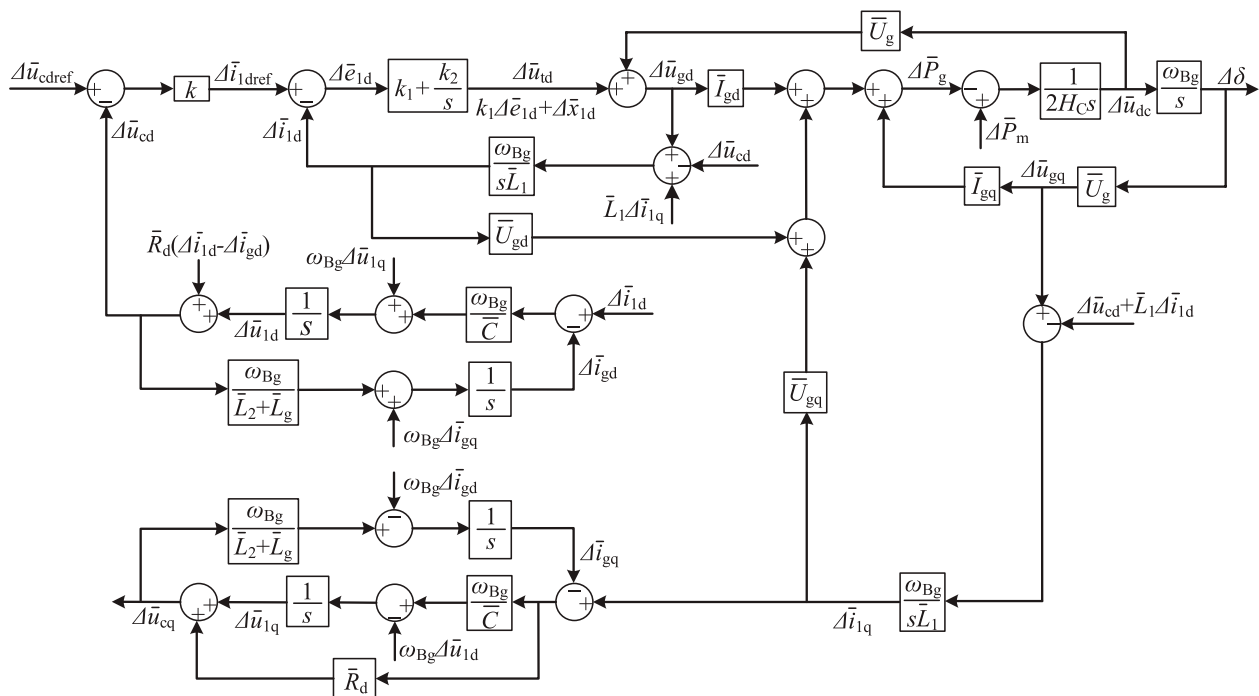 Ū_g
Δū_cdref
+
−
k
Δī_1dref
+
−
Δē_1d
k_1+k_2/s
Δū_td
k_1Δē_1d+Δx̄_1d
+
+
Δū_gd
Ī_gd
+
+
+
+
ΔP̄_g
−
+
ΔP̄_m
1/2H_Cs
Δū_dc
ω_Bg/s
Δδ
Δū_cd
Δī_1d
ω_Bg/sL̄_1
+
+
−
Δū_cd
L̄_1Δī_1q
Ī_gq
Δū_gq
Ū_g
Ū_gd
+
+
R̄_d(Δī_1d-Δī_gd)
ω_BgΔū_1q
+
+
Δū_1d
1/s
+
+
ω_Bg/C̄
−
+
Δī_1d
+
−
Δū_cd+L̄_1Δī_1d
ω_Bg/L̄_2+L̄_g
+
+
1/s
Δī_gd
ω_BgΔī_gq
Ū_gq
ω_BgΔī_gd
ω_Bg/L̄_2+L̄_g
+
−
1/s
Δī_gq
Δū_cq
+
+
Δū_1q
1/s
+
−
ω_Bg/C̄
−
+
Δī_1q
ω_Bg/sL̄_1
ω_BgΔū_1d
R̄_d